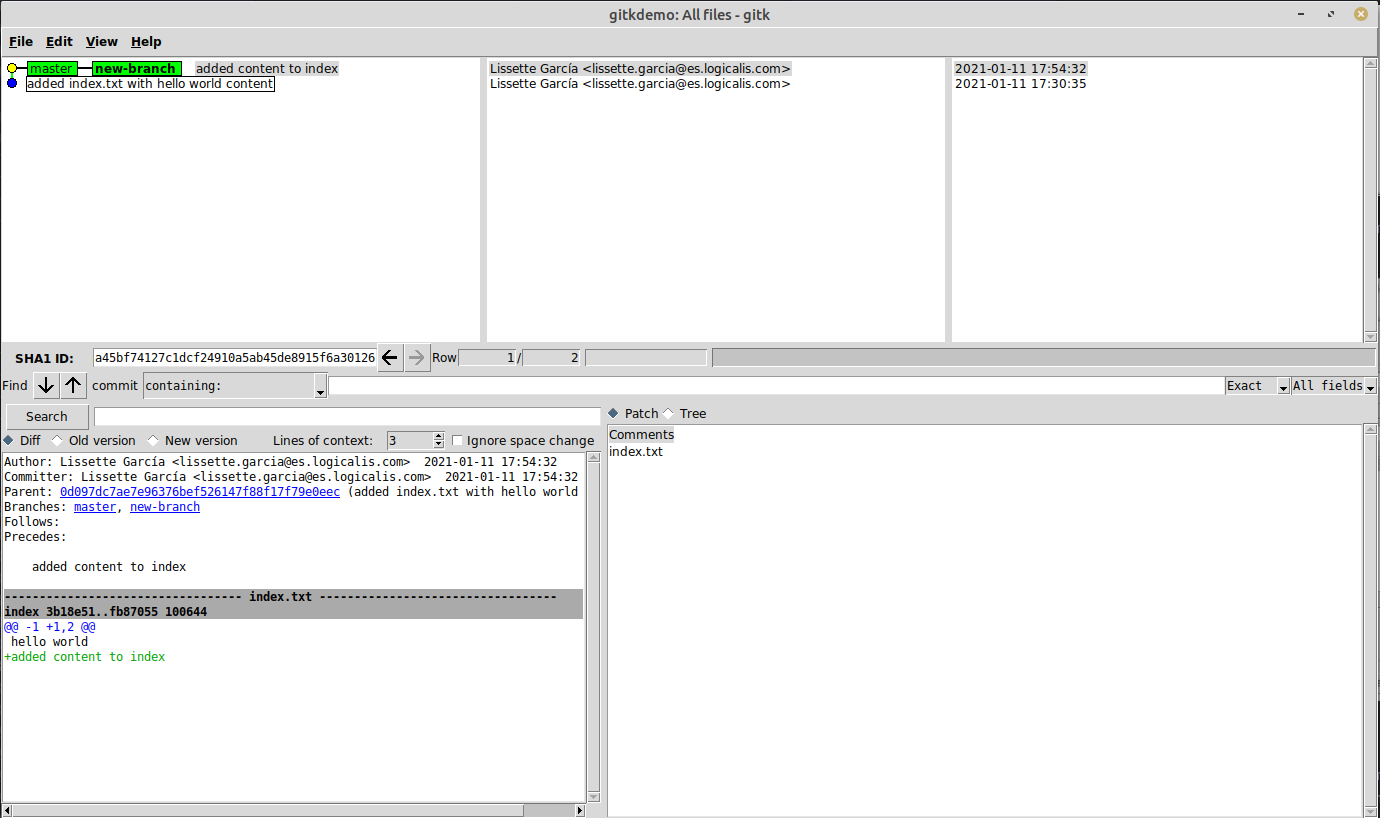 gitkdemo: All files - gitk
File Edit View Help
master new-branch added content to index Lissette García <lissette.garcia@es.logicalis.com> 2021-01-11 17:54:32
added index.txt with hello world content Lissette García <lissette.garcia@es.logicalis.com> 2021-01-11 17:30:35
SHA1 ID: a45bf74127c1dcf24910a5ab45de8915f6a30126 Row 1 / 2
Find commit containing: Exact All fields
Search Patch Tree
Diff Old version New version Lines of context: 3 Ignore space change
Comments
index.txt
Author: Lissette García <lissette.garcia@es.logicalis.com> 2021-01-11 17:54:32
Committer: Lissette García <lissette.garcia@es.logicalis.com> 2021-01-11 17:54:32
Parent: 0d097dc7ae7e96376bef526147f88f17f79e0eec (added index.txt with hello world
Branches: master, new-branch
Follows:
Precedes:
added content to index
---------------------------------- index.txt ----------------------------------
index 3b18e51..fb87055 100644
@@ -1 +1,2 @@
hello world
+added content to index